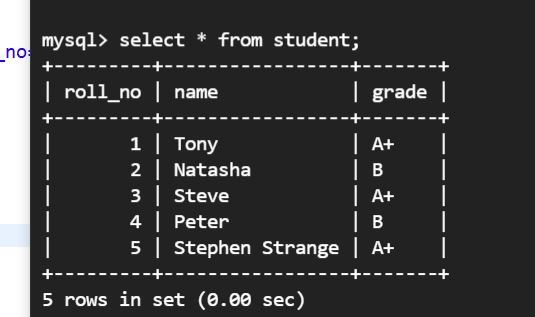 mysql> select * from student;
+---------+-----------------+-------+
| roll_no | name            | grade |
+---------+-----------------+-------+
|       1 | Tony            | A+    |
|       2 | Natasha         | B     |
|       3 | Steve           | A+    |
|       4 | Peter           | B     |
|       5 | Stephen Strange | A+    |
+---------+-----------------+-------+
5 rows in set (0.00 sec)
_no=